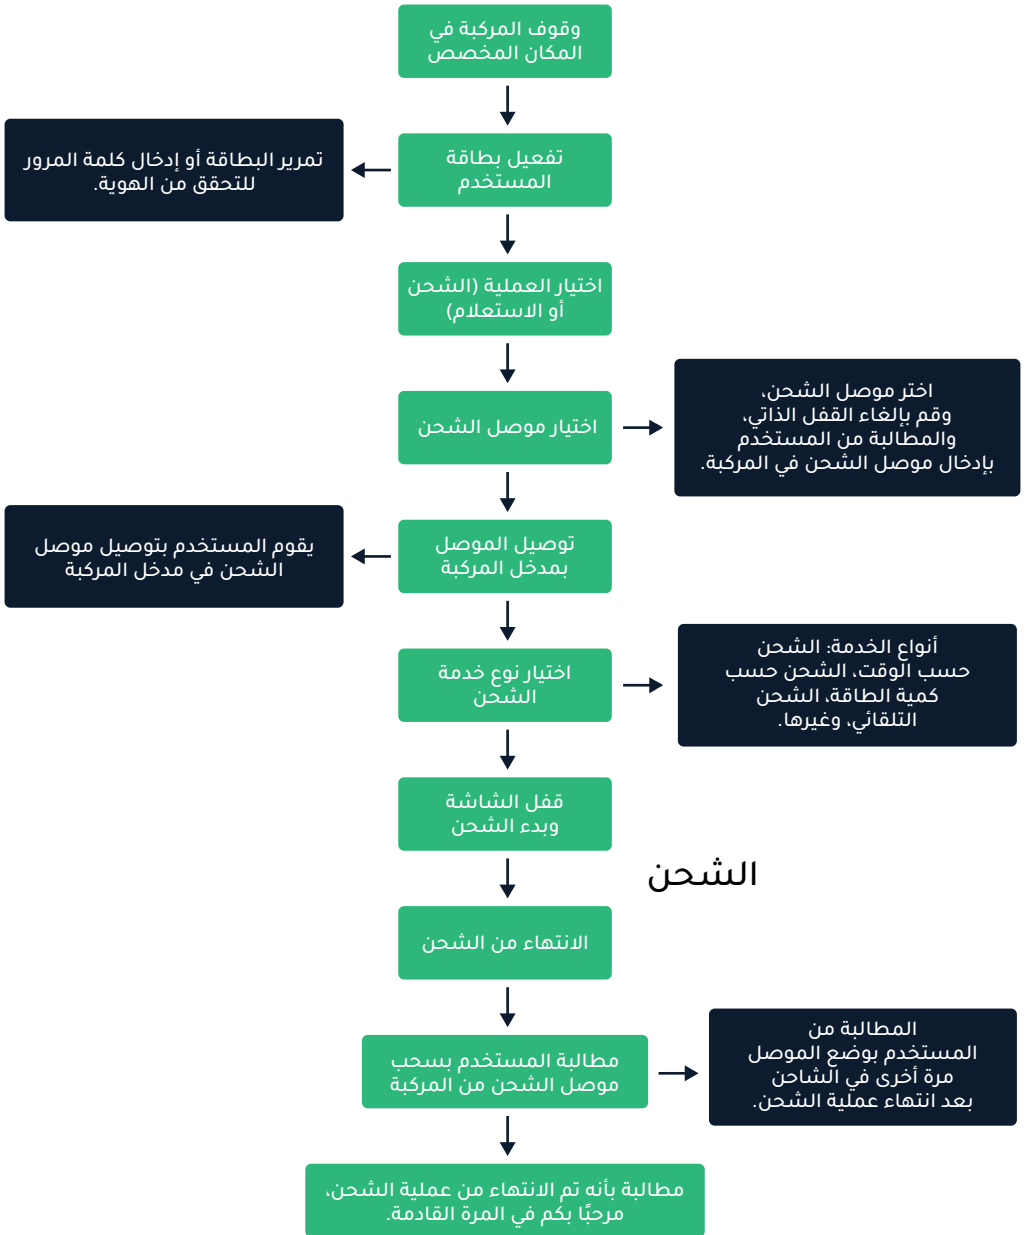 وقوف المركبة في
المكان المخصص
تفعيل بطاقة
المستخدم
تمرير البطاقة أو إدخال كلمة المرور
للتحقق من الهوية.
اختيار العملية (الشحن
أو الاستعلام)
اختيار موصل الشحن
اختر موصل الشحن،
وقم بإلغاء القفل الذاتي،
والمطالبة من المستخدم
بإدخال موصل الشحن في المركبة.
توصيل الموصل
بمدخل المركبة
يقوم المستخدم بتوصيل موصل
الشحن في مدخل المركبة
اختيار نوع خدمة
الشحن
أنواع الخدمة: الشحن
حسب الوقت، الشحن حسب
كمية الطاقة، الشحن
التلقائي، وغيرها.
قفل الشاشة
وبدء الشحن
الشحن
الانتهاء من الشحن
مطالبة المستخدم بسحب
موصل الشحن من المركبة
المطالبة من
المستخدم بوضع الموصل
مرة أخرى في الشاحن
بعد انتهاء عملية الشحن.
مطالبة بأنه تم الانتهاء من عملية الشحن،
مرحبًا بكم في المرة القادمة.